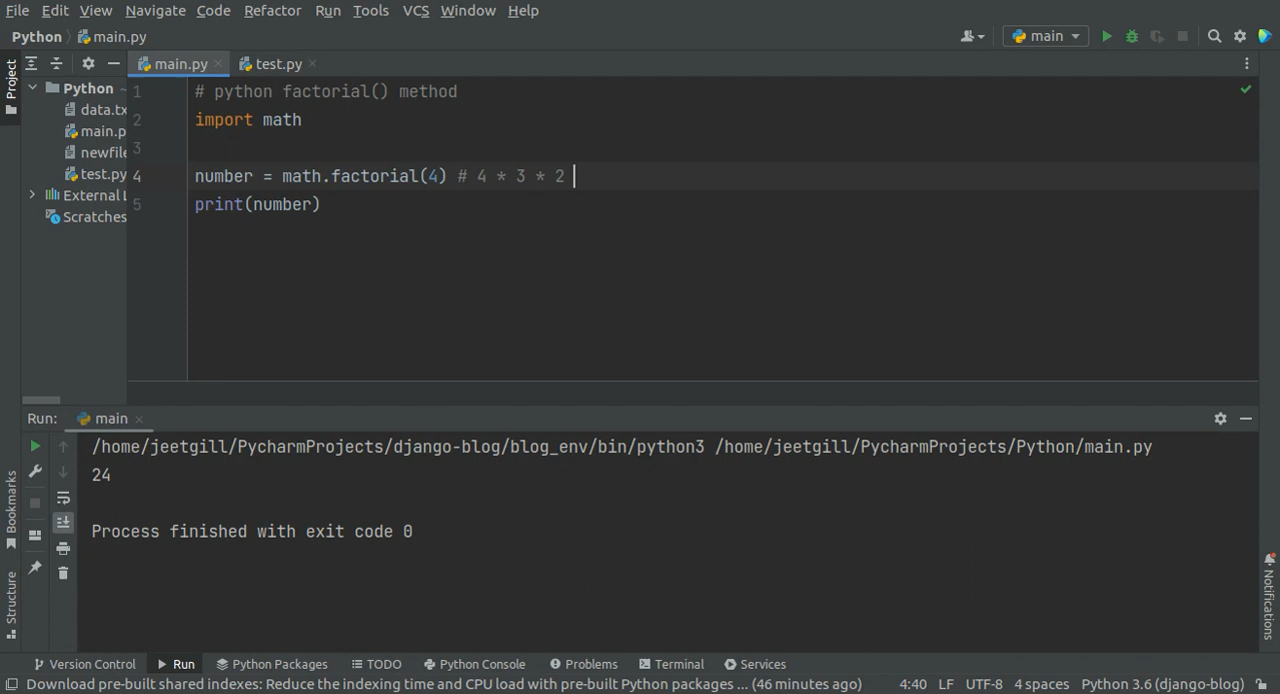 File Edit View Navigate Code Refactor Run Tools VCS Window Help
Python main.py main
Project
main.py test.py
Python ~
data.tx
main.p
newfile
test.py
External L
Scratches
1 # python factorial() method
2 import math
3
4 number = math.factorial(4) # 4 * 3 * 2
5 print(number)
Run: main
/home/jeetgill/PycharmProjects/django-blog/blog_env/bin/python3 /home/jeetgill/PycharmProjects/Python/main.py
24
Process finished with exit code 0
Bookmarks
Structure
Notifications
Version Control Run Python Packages TODO Python Console Problems Terminal Services
Download pre-built shared indexes: Reduce the indexing time and CPU load with pre-built Python packages ... (46 minutes ago) 4:40 LF UTF-8 4 spaces Python 3.6 (django-blog)